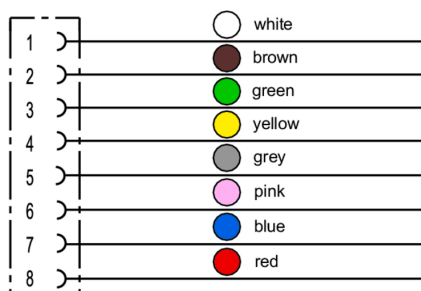 1 white
2 brown
3 green
4 yellow
5 grey
6 pink
7 blue
8 red